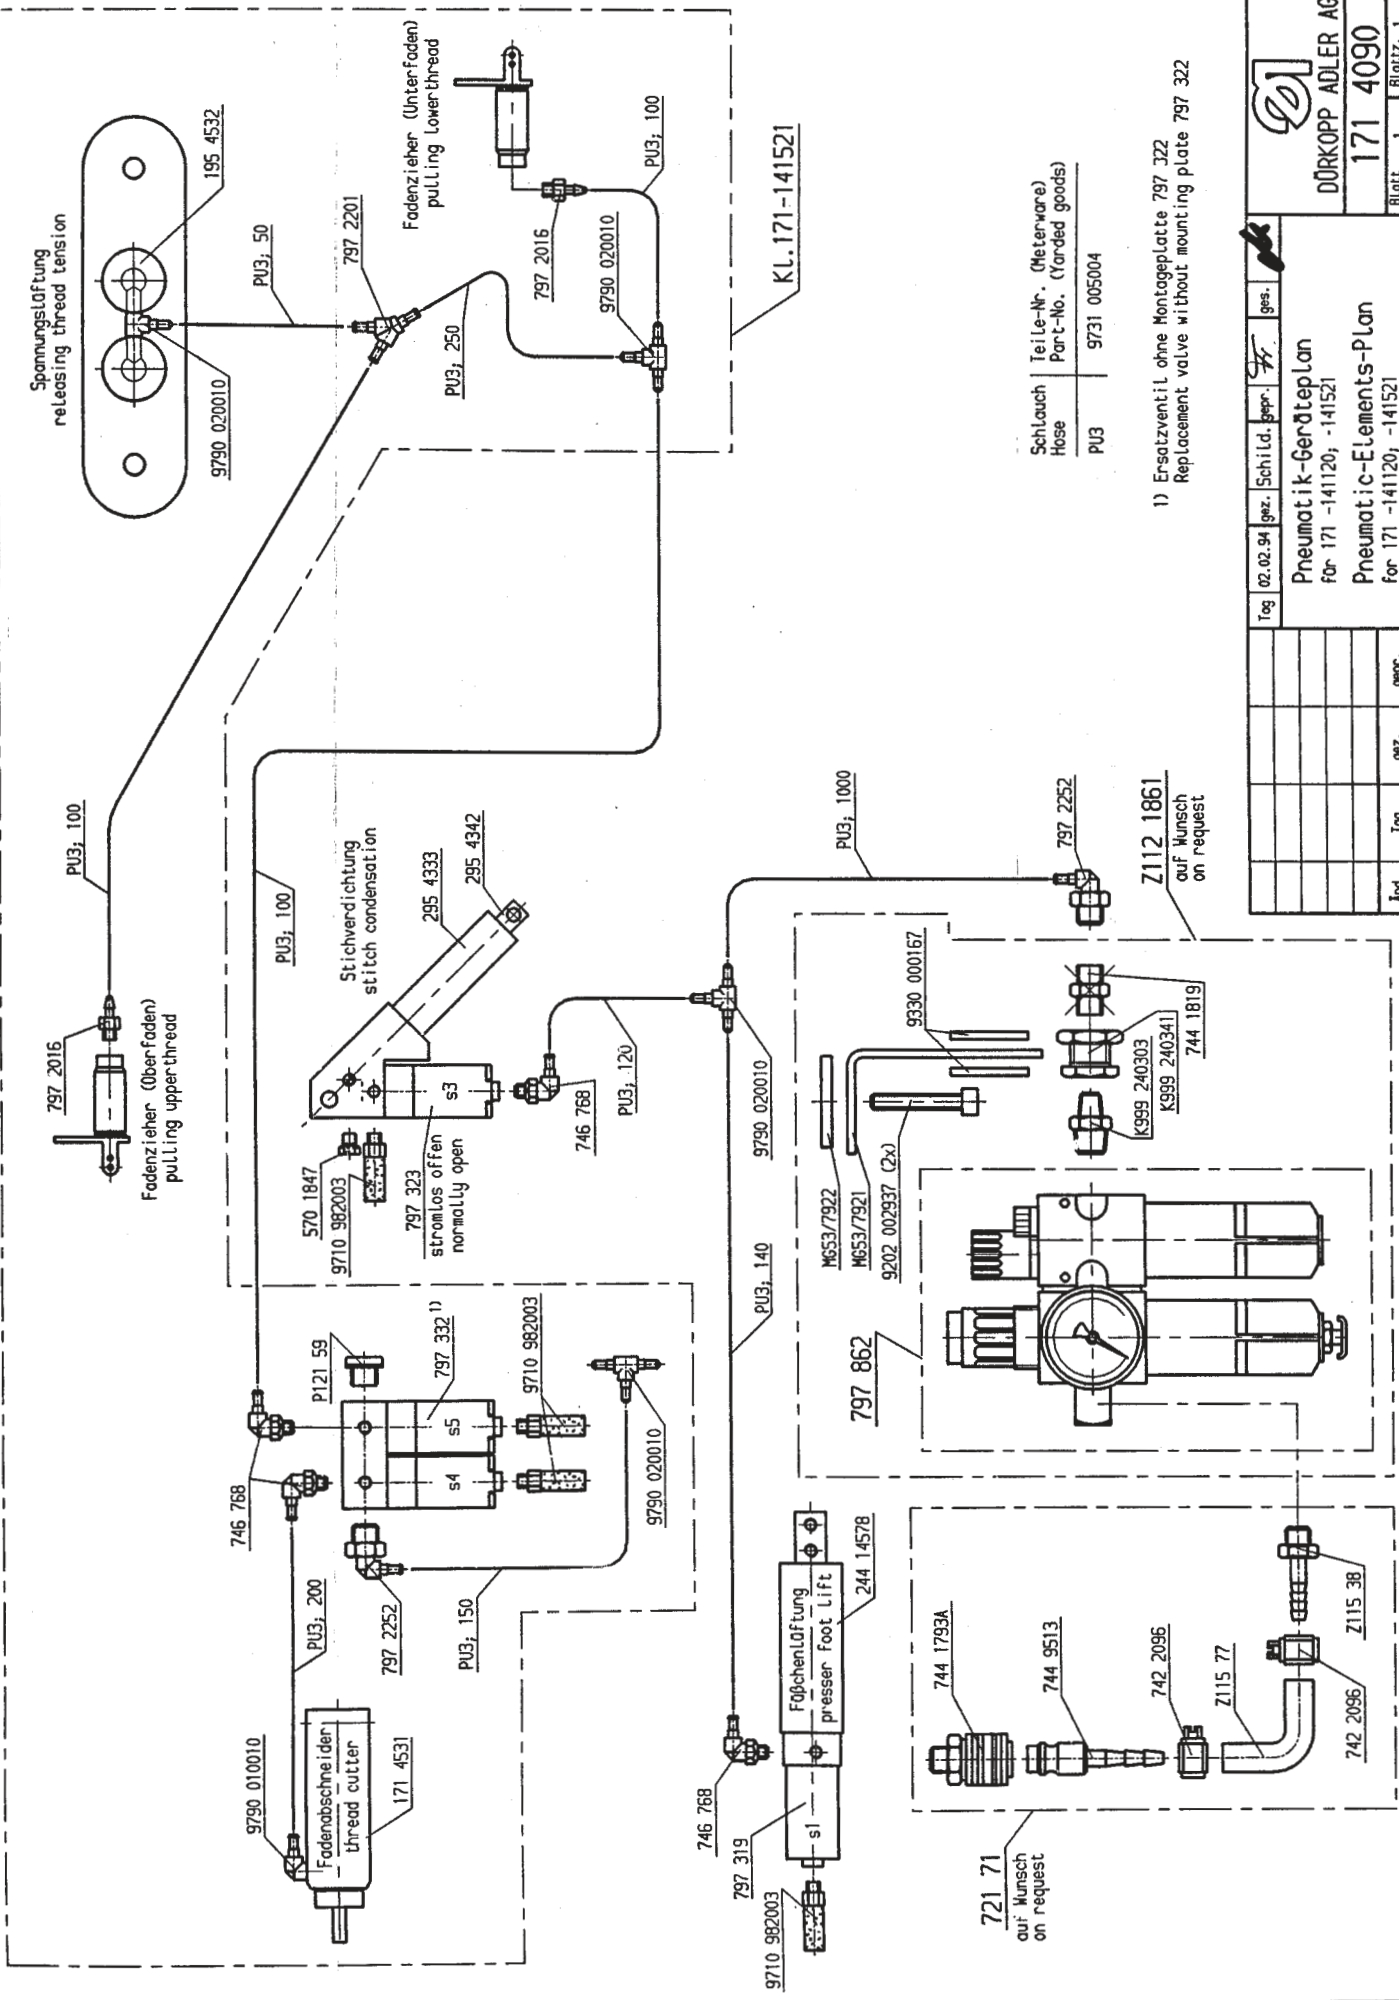 Spannungslüftung
releasing thread tension
195 4532
9790 020010
PU3; 50
797 2201
PU3; 250
Fadenzieher (Unterfaden)
pulling lowerthread
797 2016
PU3; 100
9790 020010
KL.171-141521
PU3; 100
797 2016
Fadenzieher (Oberfaden)
pulling upperthread
PU3; 100
Stichverdichtung
stitch condensation
295 4333
295 4342
570 1847
9710 982003
797 323
stromlos offen
normally open
s3
746 768
PU3; 120
9790 020010
PU3; 1000
797 2252
PU3; 140
746 768
P121 59
797 332 1)
s5
s4
9710 982003
9790 020010
PU3; 200
797 2252
PU3; 150
9790 010010
Fadenabschneider
thread cutter
171 4531
746 768
797 319
9710 982003
s1
Füßchenlüftung
presser foot lift
244 14578
Z112 1861
auf Wunsch
on request
9330 000167
MG53/7922
MG53/7921
9202 002937 (2x)
K999 240303
K999 240341
744 1819
797 862
721 71
auf Wunsch
on request
744 1793A
744 9513
742 2096
Z115 77
742 2096
Z115 38
Schlauch Teile-Nr. (Meterware)
Hose Part-No. (Yarded goods)
PU3 9731 005004
1) Ersatzventil ohne Montageplatte 797 322
Replacement valve without mounting plate 797 322
Tag 02.02.94 gez. Schild. gepr. ges.
Pneumatik-Geräteplan
für 171 -141120; -141521
Pneumatic-Elements-Plan
for 171 -141120; -141521
DÜRKOPP ADLER AG
171 4090